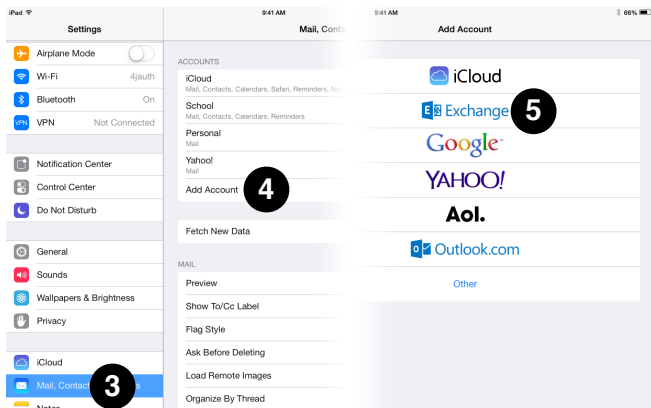 iPad
9:41 AM
9:41 AM
66%
Settings
Mail, Conta
Add Account
Airplane Mode
Wi-Fi
4jauth
Bluetooth
On
VPN
VPN
Not Connected
Notification Center
Control Center
Do Not Disturb
General
Sounds
Wallpapers & Brightness
Privacy
iCloud
Mail, Contac
s
3
Notes
ACCOUNTS
iCloud
Mail, Contacts, Calendars, Safari, Reminders,
School
Mail, Contacts, Calendars, Reminders
Personal
Mail
Yahoo!
Mail
Add Account
4
Fetch New Data
MAIL
Preview
Show To/Cc Label
Flag Style
Ask Before Deleting
Load Remote Images
Organize By Thread
iCloud
E Exchange
5
Google
YAHOO!
Aol.
o Outlook.com
Other